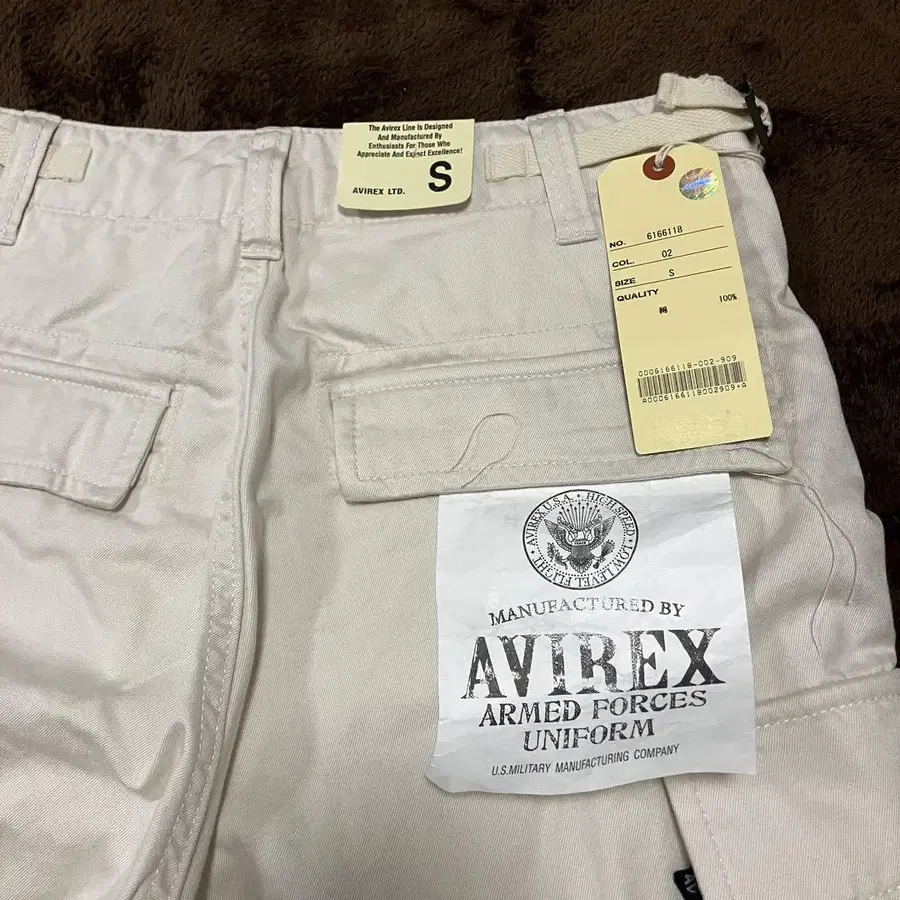 The Avirex Line Is Designed
And Manufactured By
Enthusiasts For Those Who
Appreciate And Expect Excellence!
AVIREX LTD. S
NO. 6166118
COL. 02
SIZE S
QUALITY
綿 100%
0006166118-002-909
A0006166118002909*A
AVIREX U.S.A. • HIGH SPEED • LOW LEVEL FLIGHT •
MANUFACTURED BY
AVIREX
ARMED FORCES
UNIFORM
U.S.MILITARY MANUFACTURING COMPANY